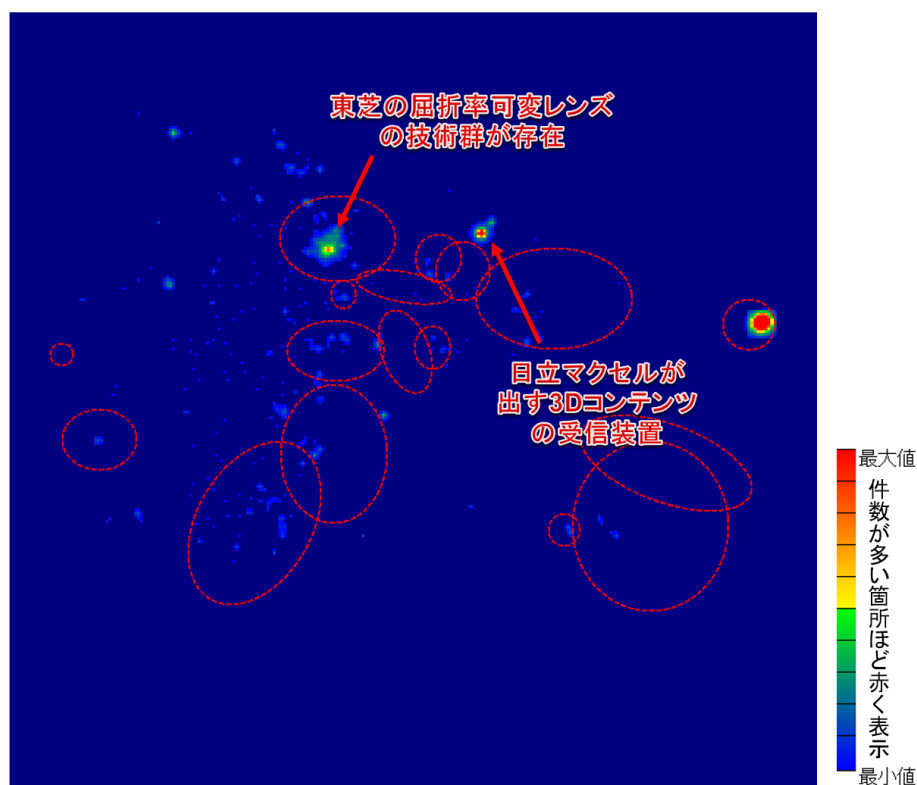 東芝の屈折率可変レンズ
の技術群が存在
日立マクセルが
出す3Dコンテンツ
の受信装置
最大値
件数が多い箇所ほど赤く表示
最小値